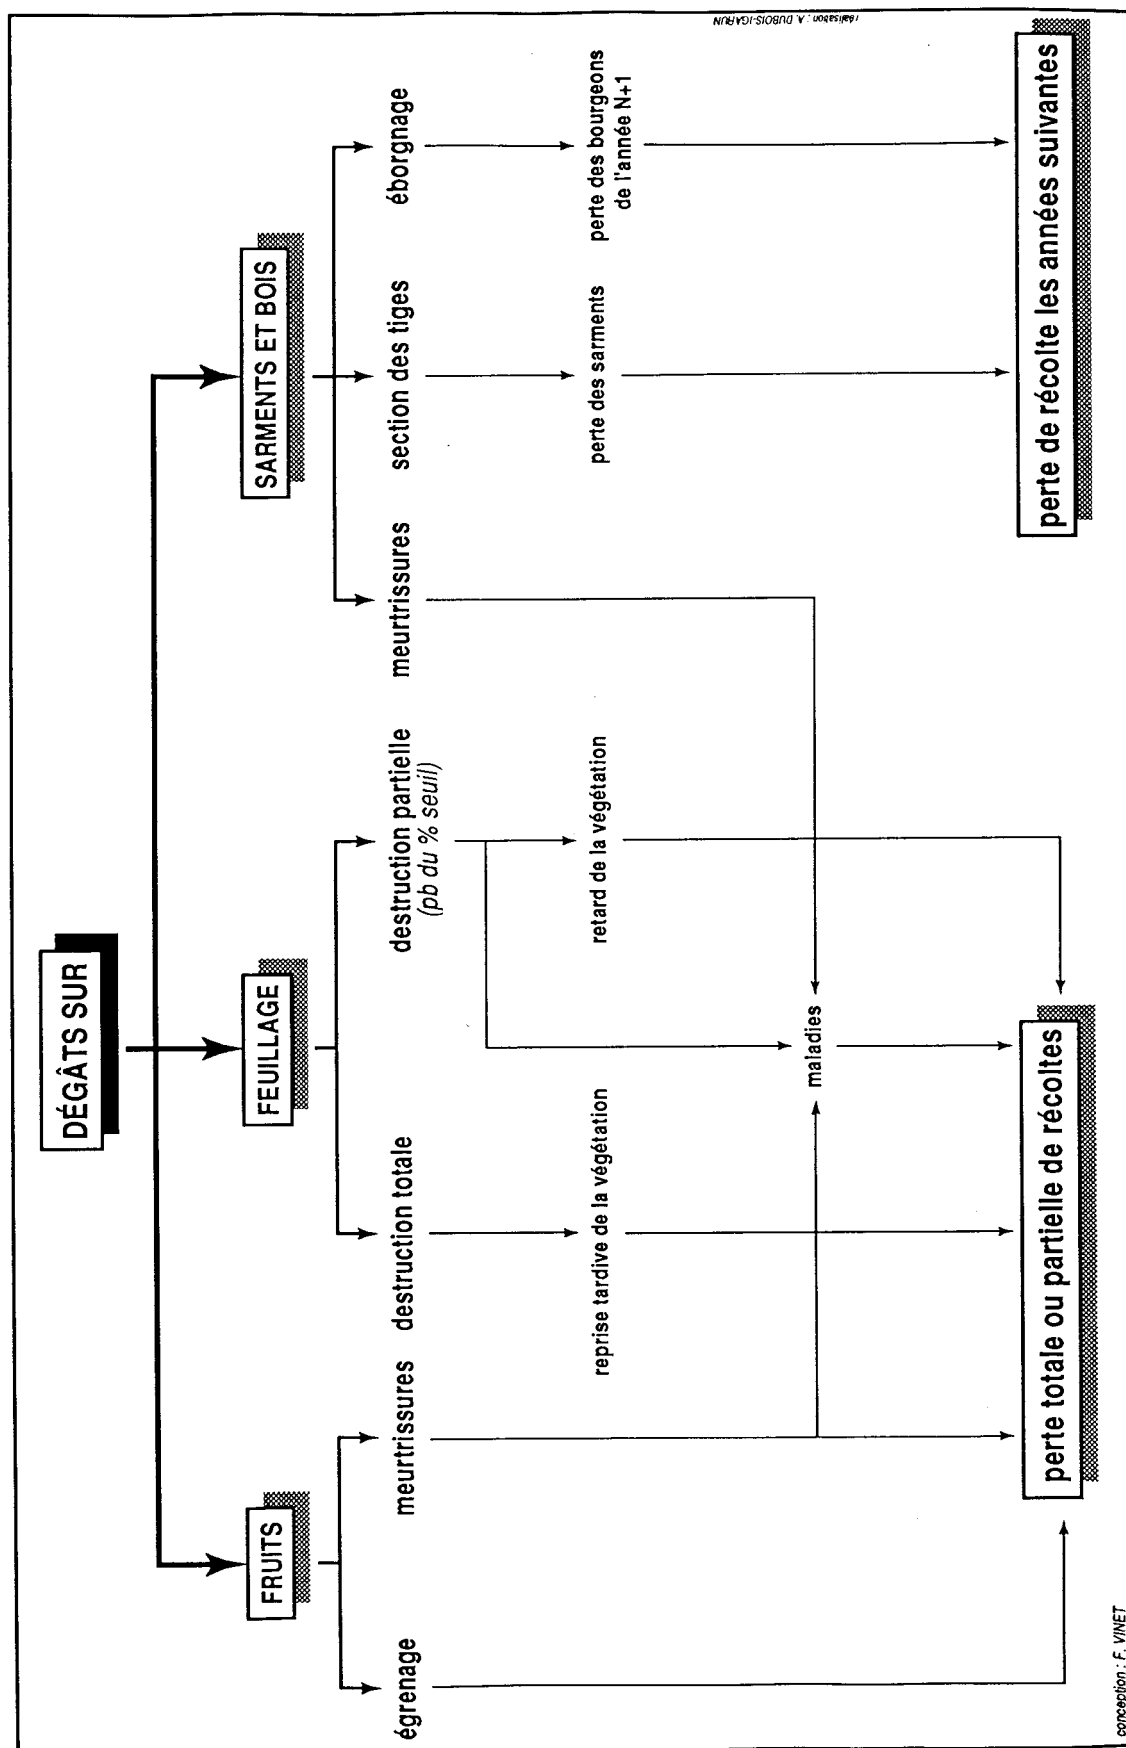 DÉGÂTS SUR
FRUITS
FEUILLAGE
SARMENTS ET BOIS
égrenage
meurtrissures
destruction totale
destruction partielle
(pb du % seuil)
meurtrissures
section des tiges
éborgnage
reprise tardive de la végétation
retard de la végétation
perte des sarments
perte des bourgeons
de l'année N+1
maladies
perte totale ou partielle de récoltes
perte de récolte les années suivantes
conception : F. VINET
réalisation : A. DUBOIS-IGARUN